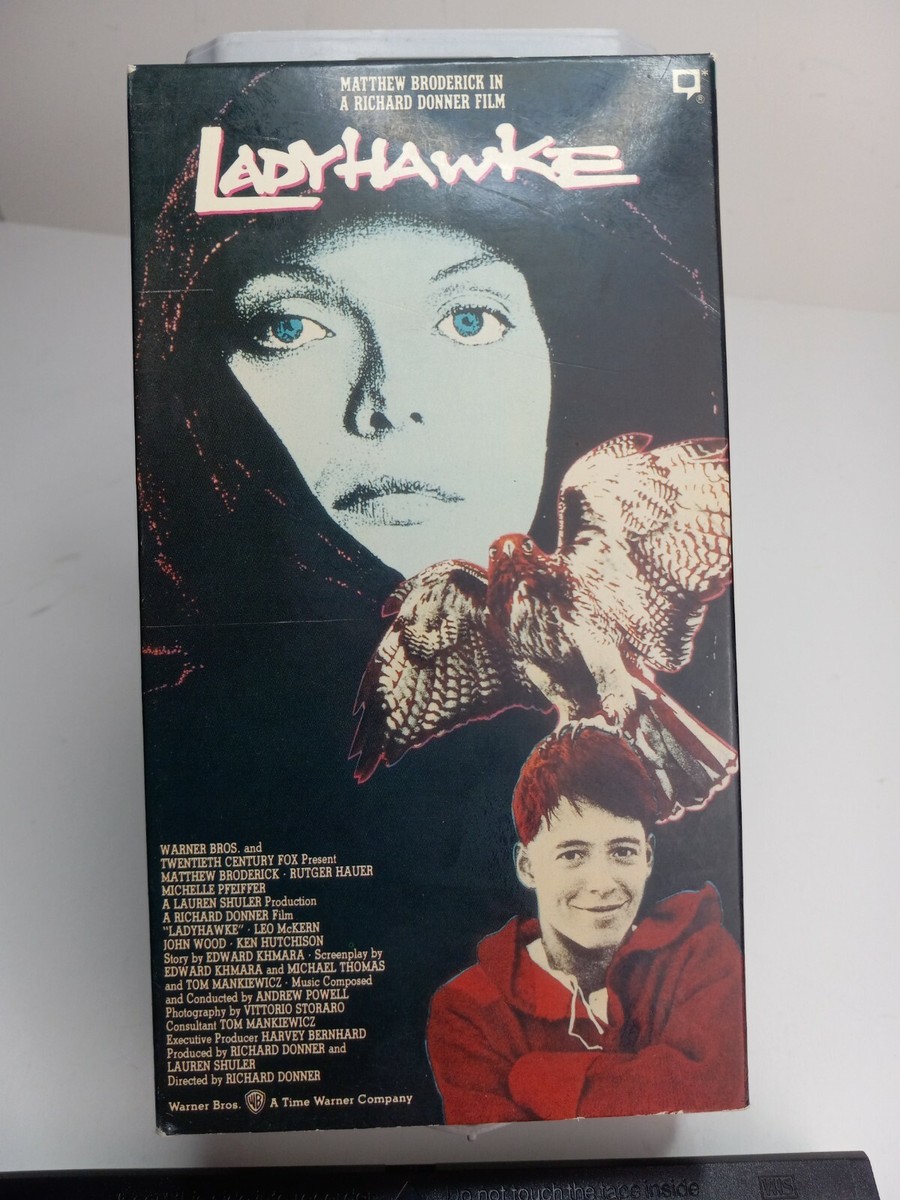 MATTHEW BRODERICK IN
A RICHARD DONNER FILM
LADYHAWKE
WARNER BROS. and
TWENTIETH CENTURY FOX Present
MATTHEW BRODERICK · RUTGER HAUER
MICHELLE PFEIFFER
A LAUREN SHULER Production
A RICHARD DONNER Film
"LADYHAWKE" · LEO McKERN
JOHN WOOD · KEN HUTCHISON
Story by EDWARD KHMARA · Screenplay by
EDWARD KHMARA and MICHAEL THOMAS
and TOM MANKIEWICZ · Music Composed
and Conducted by ANDREW POWELL
Photography by VITTORIO STORARO
Consultant TOM MANKIEWICZ
Executive Producer HARVEY BERNHARD
Produced by RICHARD DONNER and
LAUREN SHULER
Directed by RICHARD DONNER
Warner Bros. WB A Time Warner Company
Do not touch the tape inside
VHS